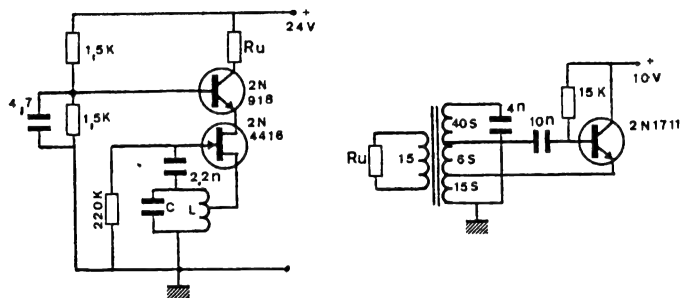 +
24V
1,5K
Ru
4,7
2N
918
1,5K
2N
4416
2,2n
220K
C
L
+
10V
15K
4n
10n
2N1711
40S
Ru
15
6S
15S